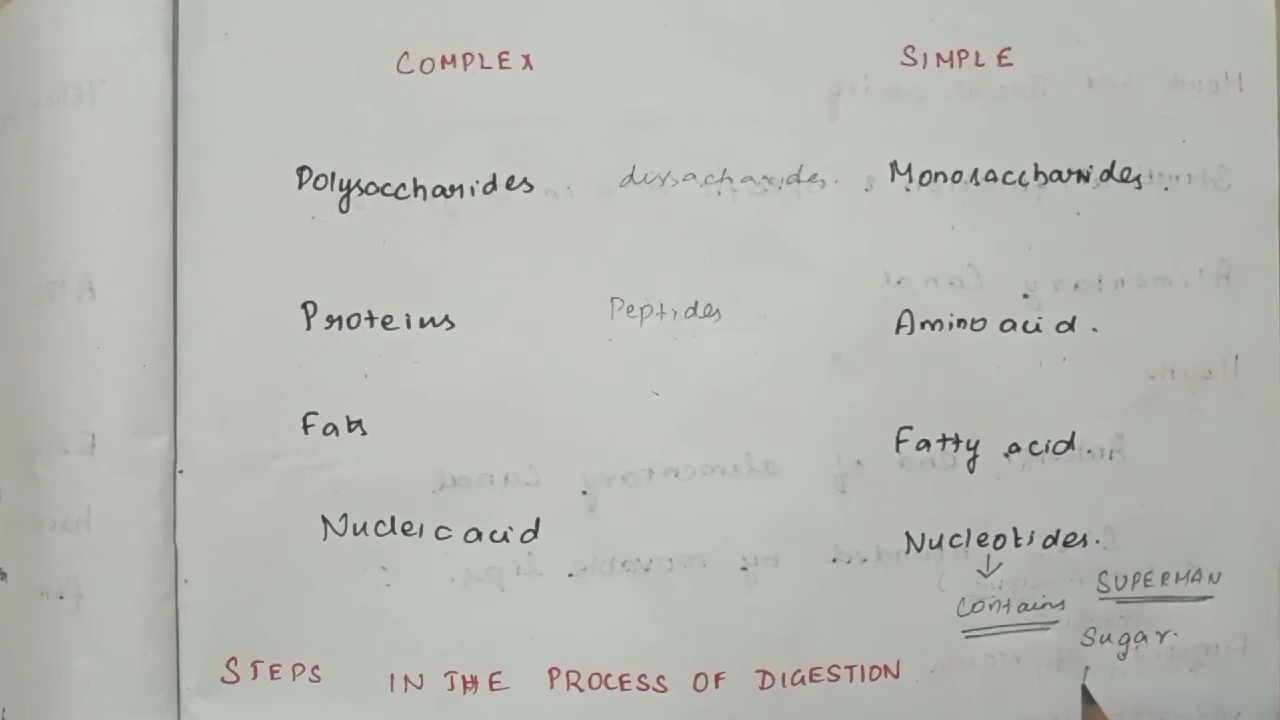 COMPLEX SIMPLE
Polysaccharides dissacharides. Monosaccharides.
Proteins Peptides Amino acid.
Fats Fatty acid.
Nucleic acid Nucleotides.
↓
contains SUPERMAN
Sugar.
STEPS IN THE PROCESS OF DIGESTION